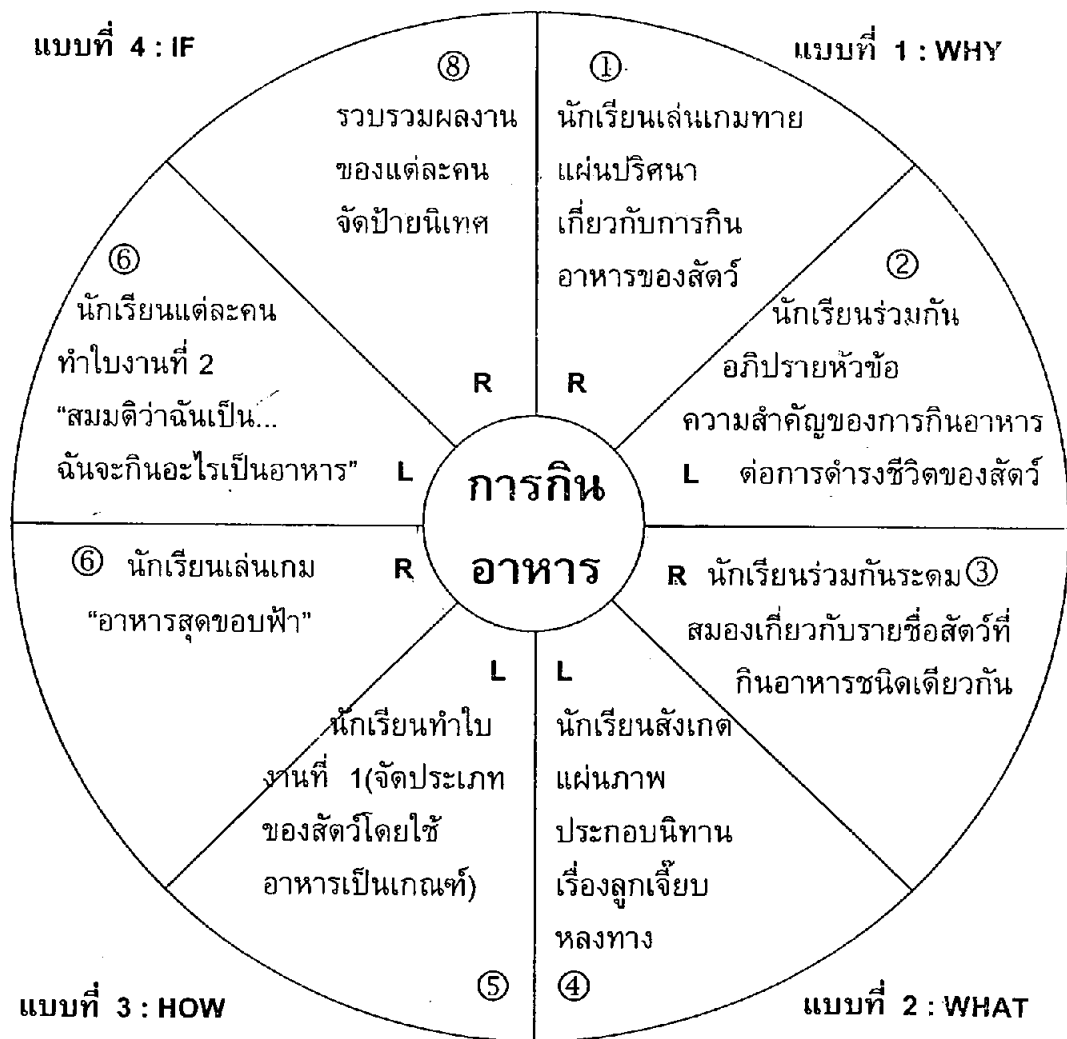 แบบที่ 4 : IF
แบบที่ 1 : WHY
⑧
รวบรวมผลงาน
ของแต่ละคน
จัดป้ายนิเทศ
R
①
นักเรียนเล่นเกมทาย
แผ่นปริศนา
เกี่ยวกับการกิน
อาหารของสัตว์
R
②
นักเรียนร่วมกัน
อภิปรายหัวข้อ
ความสำคัญของการกินอาหาร
L ต่อการดำรงชีวิตของสัตว์
⑥
นักเรียนแต่ละคน
ทำใบงานที่ 2
“สมมติว่าฉันเป็น...
ฉันจะกินอะไรเป็นอาหาร” L
การกิน
อาหาร
R นักเรียนร่วมกันระดม ③
สมองเกี่ยวกับรายชื่อสัตว์ที่
กินอาหารชนิดเดียวกัน
⑥ นักเรียนเล่นเกม R
“อาหารสุดขอบฟ้า”
L
นักเรียนทำใบ
งานที่ 1(จัดประเภท
ของสัตว์โดยใช้
อาหารเป็นเกณฑ์)
⑤
L
นักเรียนสังเกต
แผ่นภาพ
ประกอบนิทาน
เรื่องลูกเจี๊ยบ
หลงทาง
④
แบบที่ 3 : HOW
แบบที่ 2 : WHAT